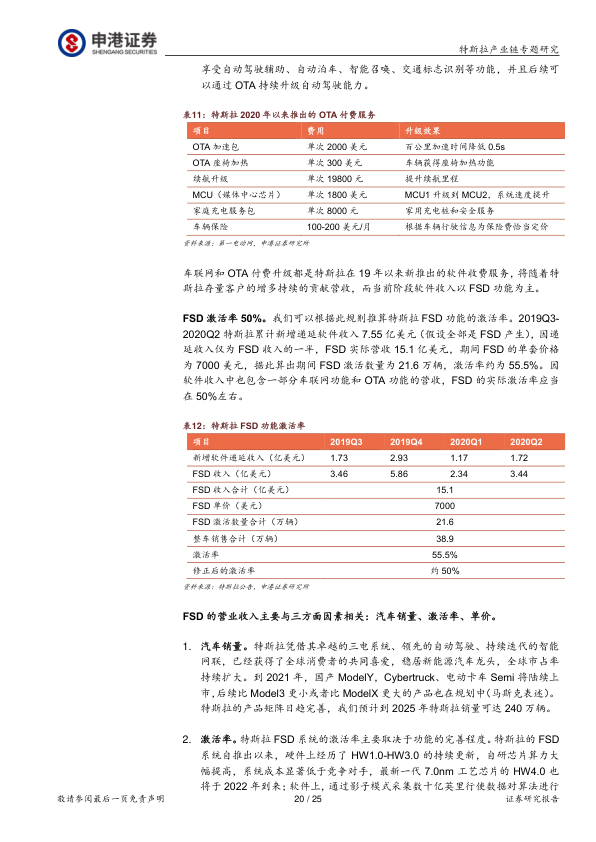 申港证券
SHENGANG SECURITIES
特斯拉产业链专题研究
享受自动驾驶辅助、自动泊车、智能召唤、交通标志识别等功能，并且后续可
以通过 OTA 持续升级自动驾驶能力。
表11：特斯拉 2020 年以来推出的 OTA 付费服务
项目 费用 升级效果
OTA 加速包 单次 2000 美元 百公里加速时间降低 0.5s
OTA 座椅加热 单次 300 美元 车辆获得座椅加热功能
续航升级 单次 19800 元 提升续航里程
MCU（媒体中心芯片） 单次 1800 美元 MCU1 升级到 MCU2，系统速度提升
家庭充电服务包 单次 8000 元 家用充电桩和安全服务
车辆保险 100-200 美元/月 根据车辆行驶信息为保险费恰当定价
资料来源：第一电动网，申港证券研究所
车联网和 OTA 付费升级都是特斯拉在 19 年以来新推出的软件收费服务，将随着特
斯拉存量客户的增多持续的贡献营收，而当前阶段软件收入以 FSD 功能为主。
FSD 激活率 50%。我们可以根据此规则推算特斯拉 FSD 功能的激活率。2019Q3-
2020Q2 特斯拉累计新增递延软件收入 7.55 亿美元（假设全部是 FSD 产生），因递
延收入仅为 FSD 收入的一半，FSD 实际营收 15.1 亿美元，期间 FSD 的单套价格
为 7000 美元，据此算出期间 FSD 激活数量为 21.6 万辆，激活率约为 55.5%。因
软件收入中也包含一部分车联网功能和 OTA 功能的营收，FSD 的实际激活率应当
在 50%左右。
表12：特斯拉 FSD 功能激活率
项目 2019Q3 2019Q4 2020Q1 2020Q2
新增软件递延收入（亿美元） 1.73 2.93 1.17 1.72
FSD 收入（亿美元） 3.46 5.86 2.34 3.44
FSD 收入合计（亿美元） 15.1
FSD 单价（美元） 7000
FSD 激活数量合计（万辆） 21.6
整车销售合计（万辆） 38.9
激活率 55.5%
修正后的激活率 约 50%
资料来源：特斯拉公告，申港证券研究所
FSD 的营业收入主要与三方面因素相关：汽车销量、激活率、单价。
1. 汽车销量。特斯拉凭借其卓越的三电系统、领先的自动驾驶、持续迭代的智能
网联，已经获得了全球消费者的共同喜爱，稳居新能源汽车龙头，全球市占率
持续扩大。到 2021 年，国产 ModelY，Cybertruck、电动卡车 Semi 将陆续上
市，后续比 Model3 更小或者比 ModelX 更大的产品也在规划中（马斯克表述）。
特斯拉的产品矩阵日趋完善，我们预计到 2025 年特斯拉销量可达 240 万辆。
2. 激活率。特斯拉 FSD 系统的激活率主要取决于功能的完善程度。特斯拉的 FSD
系统自推出以来，硬件上经历了 HW1.0-HW3.0 的持续更新，自研芯片算力大
幅提高，系统成本显著低于竞争对手，最新一代 7.0nm 工艺芯片的 HW4.0 也
将于 2022 年到来；软件上，通过影子模式采集数十亿英里行使数据对算法进行
敬请参阅最后一页免责声明 20 / 25 证券研究报告